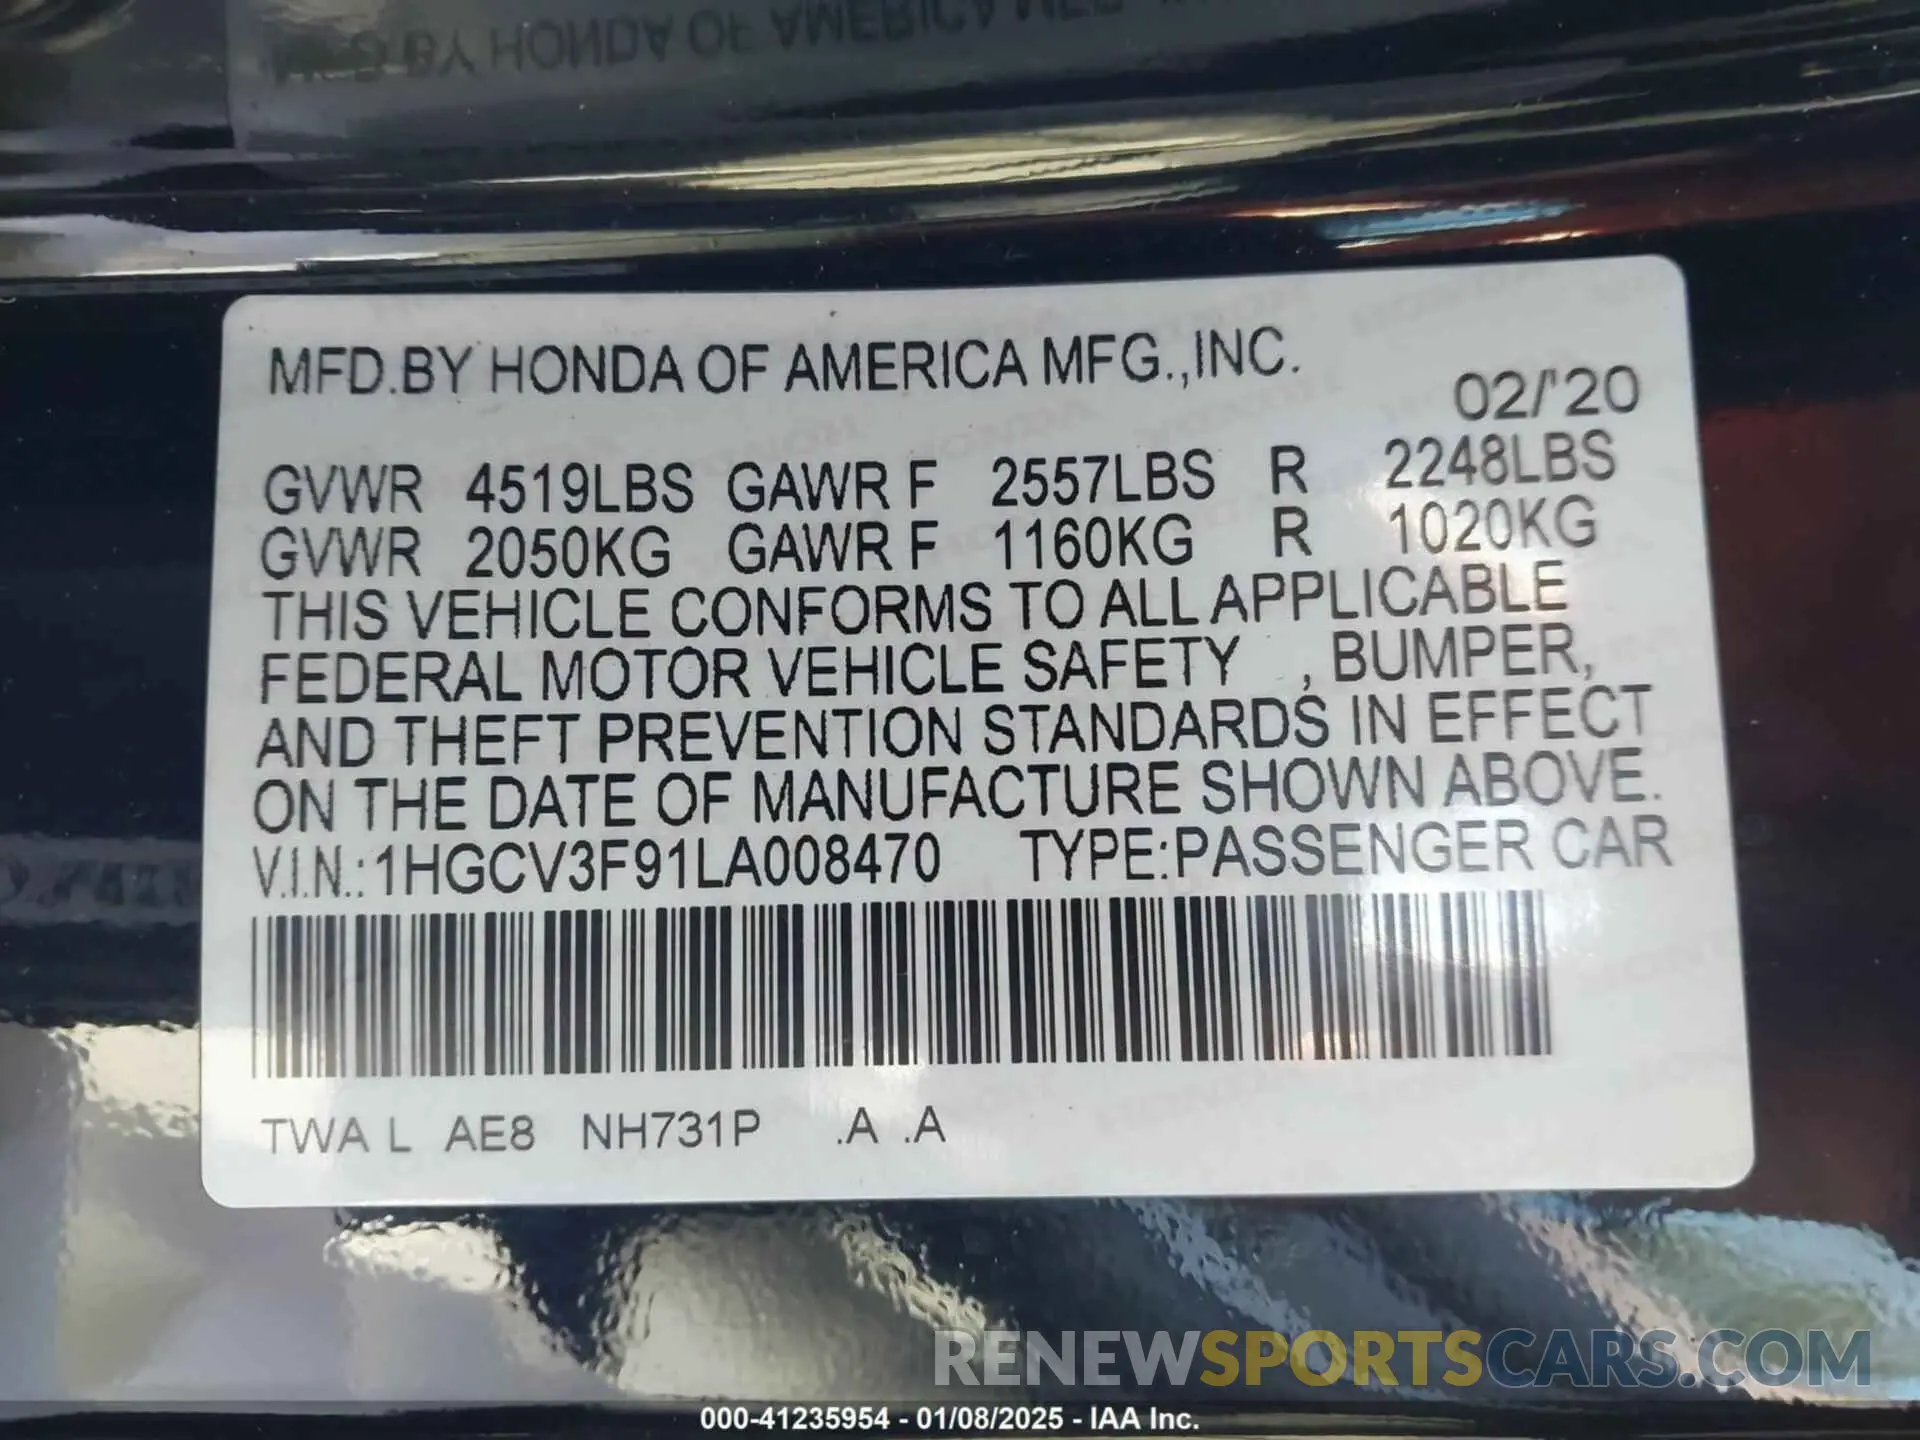 MFD.BY HONDA OF AMERICA MFG.,INC.
02/'20
GVWR 4519LBS GAWR F 2557LBS R 2248LBS
GVWR 2050KG GAWR F 1160KG R 1020KG
THIS VEHICLE CONFORMS TO ALL APPLICABLE
FEDERAL MOTOR VEHICLE SAFETY , BUMPER,
AND THEFT PREVENTION STANDARDS IN EFFECT
ON THE DATE OF MANUFACTURE SHOWN ABOVE.
V.I.N.:1HGCV3F91LA008470 TYPE:PASSENGER CAR
TWA L AE8 NH731P .A .A
RENEWSPORTSCARS.COM
000-41235954 - 01/08/2025 - IAA Inc.